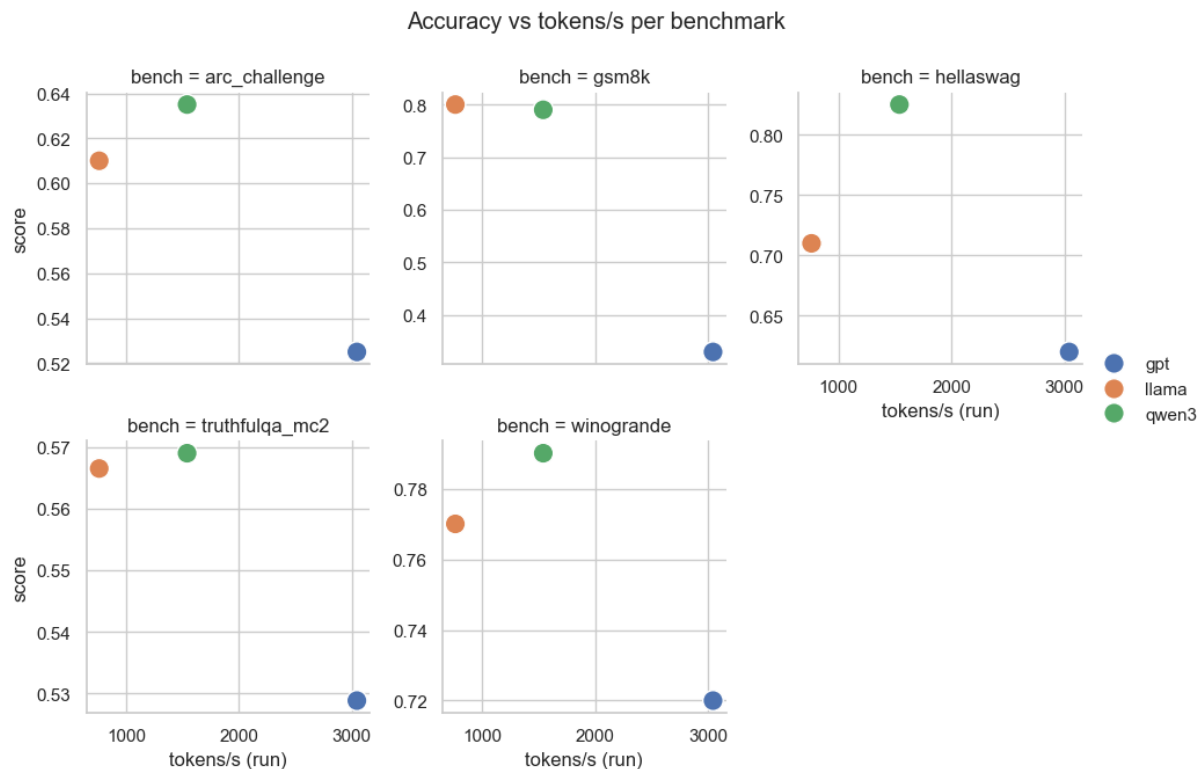 Accuracy vs tokens/s per benchmark
bench = arc_challenge
0.64
0.62
0.60
0.58
0.56
0.54
0.52
score
bench = gsm8k
0.8
0.7
0.6
0.5
0.4
bench = hellaswag
0.80
0.75
0.70
0.65
1000 2000 3000
tokens/s (run)
gpt
llama
qwen3
bench = truthfulqa_mc2
0.57
0.56
0.55
0.54
0.53
score
1000 2000 3000
tokens/s (run)
bench = winogrande
0.78
0.76
0.74
0.72
1000 2000 3000
tokens/s (run)